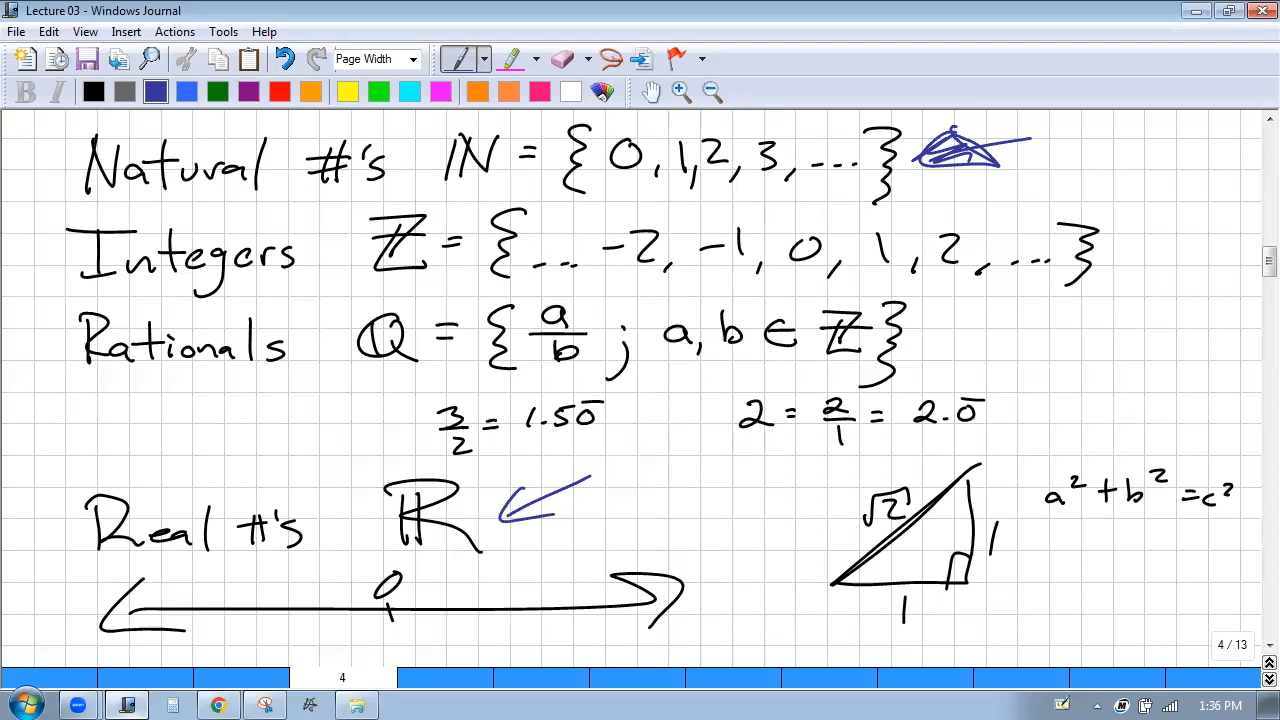 Lecture 03 - Windows Journal
File Edit View Insert Actions Tools Help
Page Width
B I
Natural #'s ℕ = { 0, 1, 2, 3, ... }
Integers ℤ = { ... -2, -1, 0, 1, 2, ... }
Rationals ℚ = { a/b ; a, b ∈ ℤ }
3/2 = 1.50̅ 2 = 2/1 = 2.0̅
Real #'s ℝ √2 1 a² + b² = c²
0
1
4 / 13
4
1:36 PM